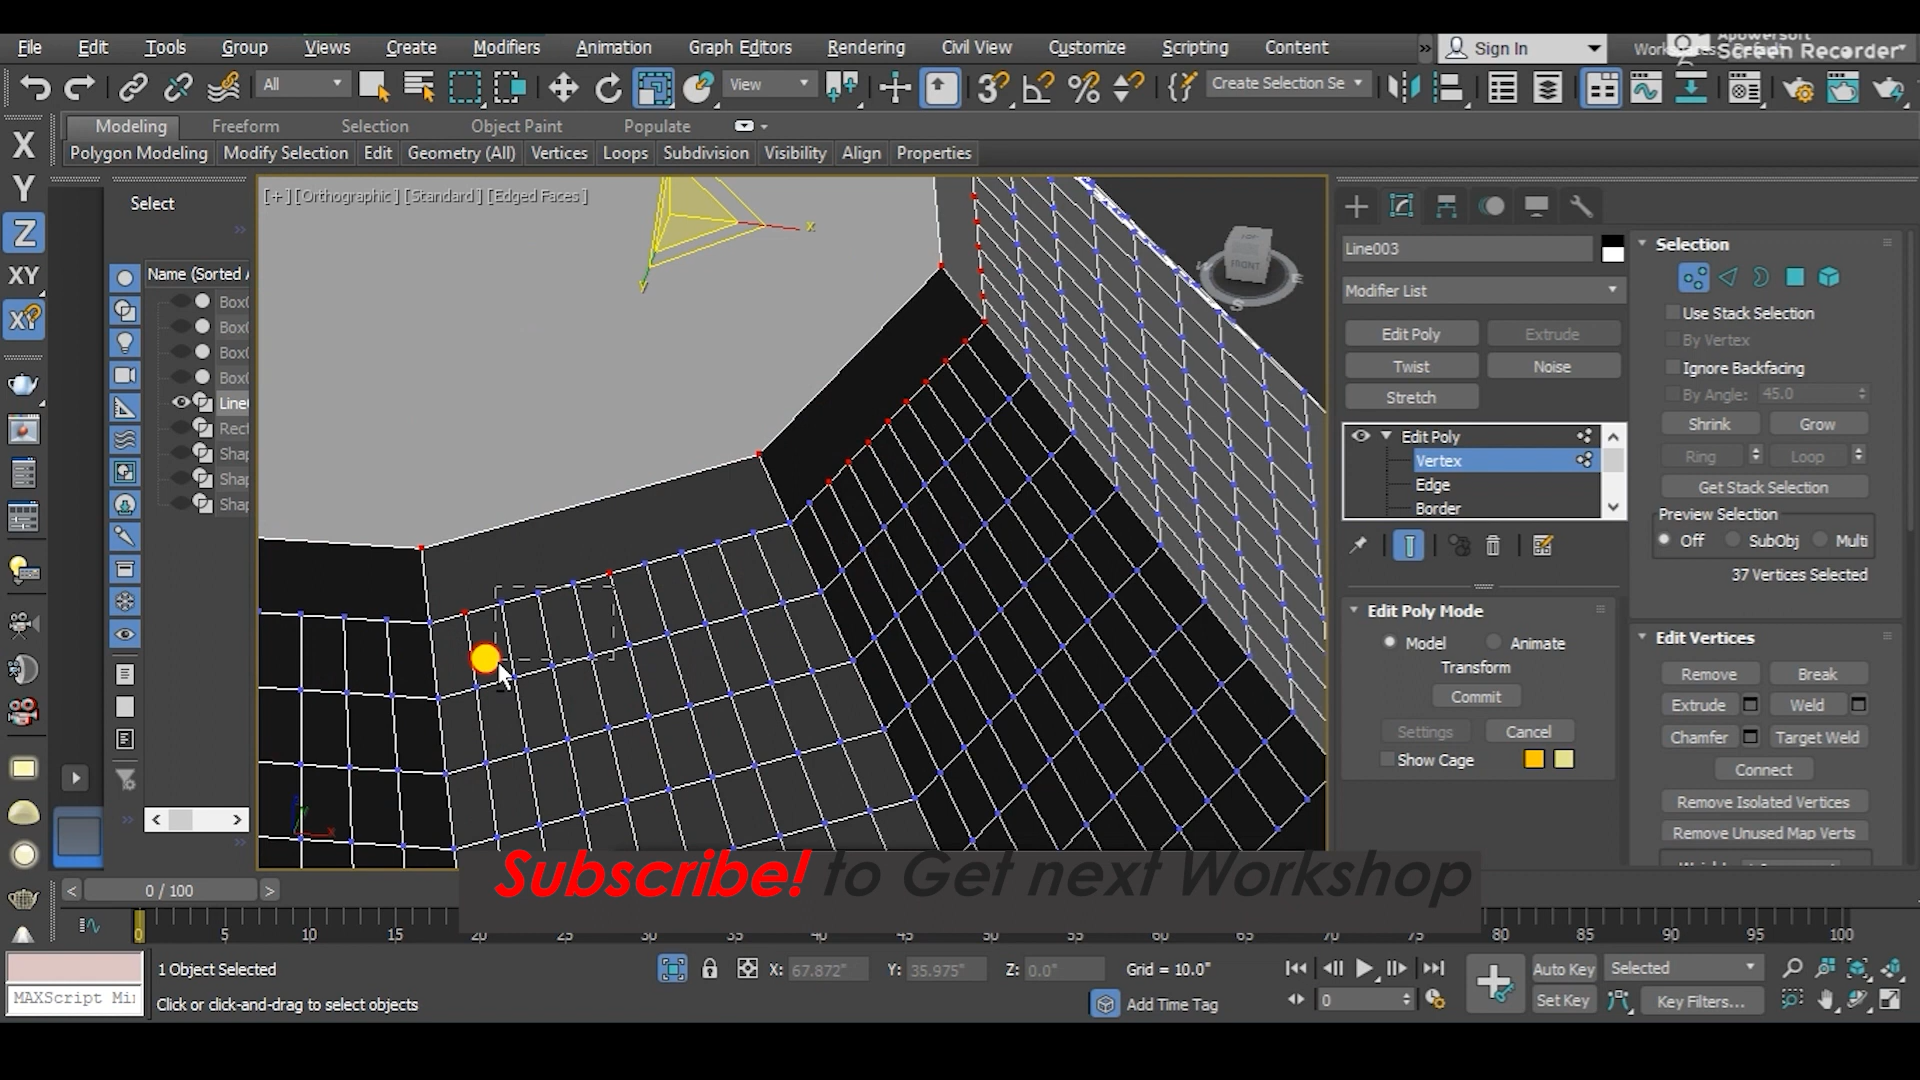 File Edit Tools Group Views Create Modifiers Animation Graph Editors Rendering Civil View Customize Scripting Content » Sign In
Apowersoft
Screen Recorder
All View Create Selection Se
Modeling Freeform Selection Object Paint Populate
Polygon Modeling Modify Selection Edit Geometry (All) Vertices Loops Subdivision Visibility Align Properties
X
Y
Z
XY
XY
Select
Name (Sorted A
Box0
Box0
Box0
Box0
Line
Rect
Shap
Shap
Shap
[+][Orthographic][Standard][Edged Faces]
x
y
TOP
FRONT
S
E
Line003
Modifier List
Edit Poly Extrude
Twist Noise
Stretch
Edit Poly
Vertex
Edge
Border
Edit Poly Mode
Model Animate
Transform
Commit
Settings Cancel
Show Cage
Selection
Use Stack Selection
By Vertex
Ignore Backfacing
By Angle: 45.0
Shrink Grow
Ring Loop
Get Stack Selection
Preview Selection
Off SubObj Multi
37 Vertices Selected
Edit Vertices
Remove Break
Extrude Weld
Chamfer Target Weld
Connect
Remove Isolated Vertices
Remove Unused Map Verts
Subscribe! to Get next Workshop
< 0 / 100 >
0 5 10 15 20 25 30 35 40 45 50 55 60 65 70 75 80 85 90 95 100
1 Object Selected
X: 67.872" Y: 35.975" Z: 0.0" Grid = 10.0"
Auto Key Selected
MAXScript Mi
Click or click-and-drag to select objects
Add Time Tag
0
Set Key Key Filters...